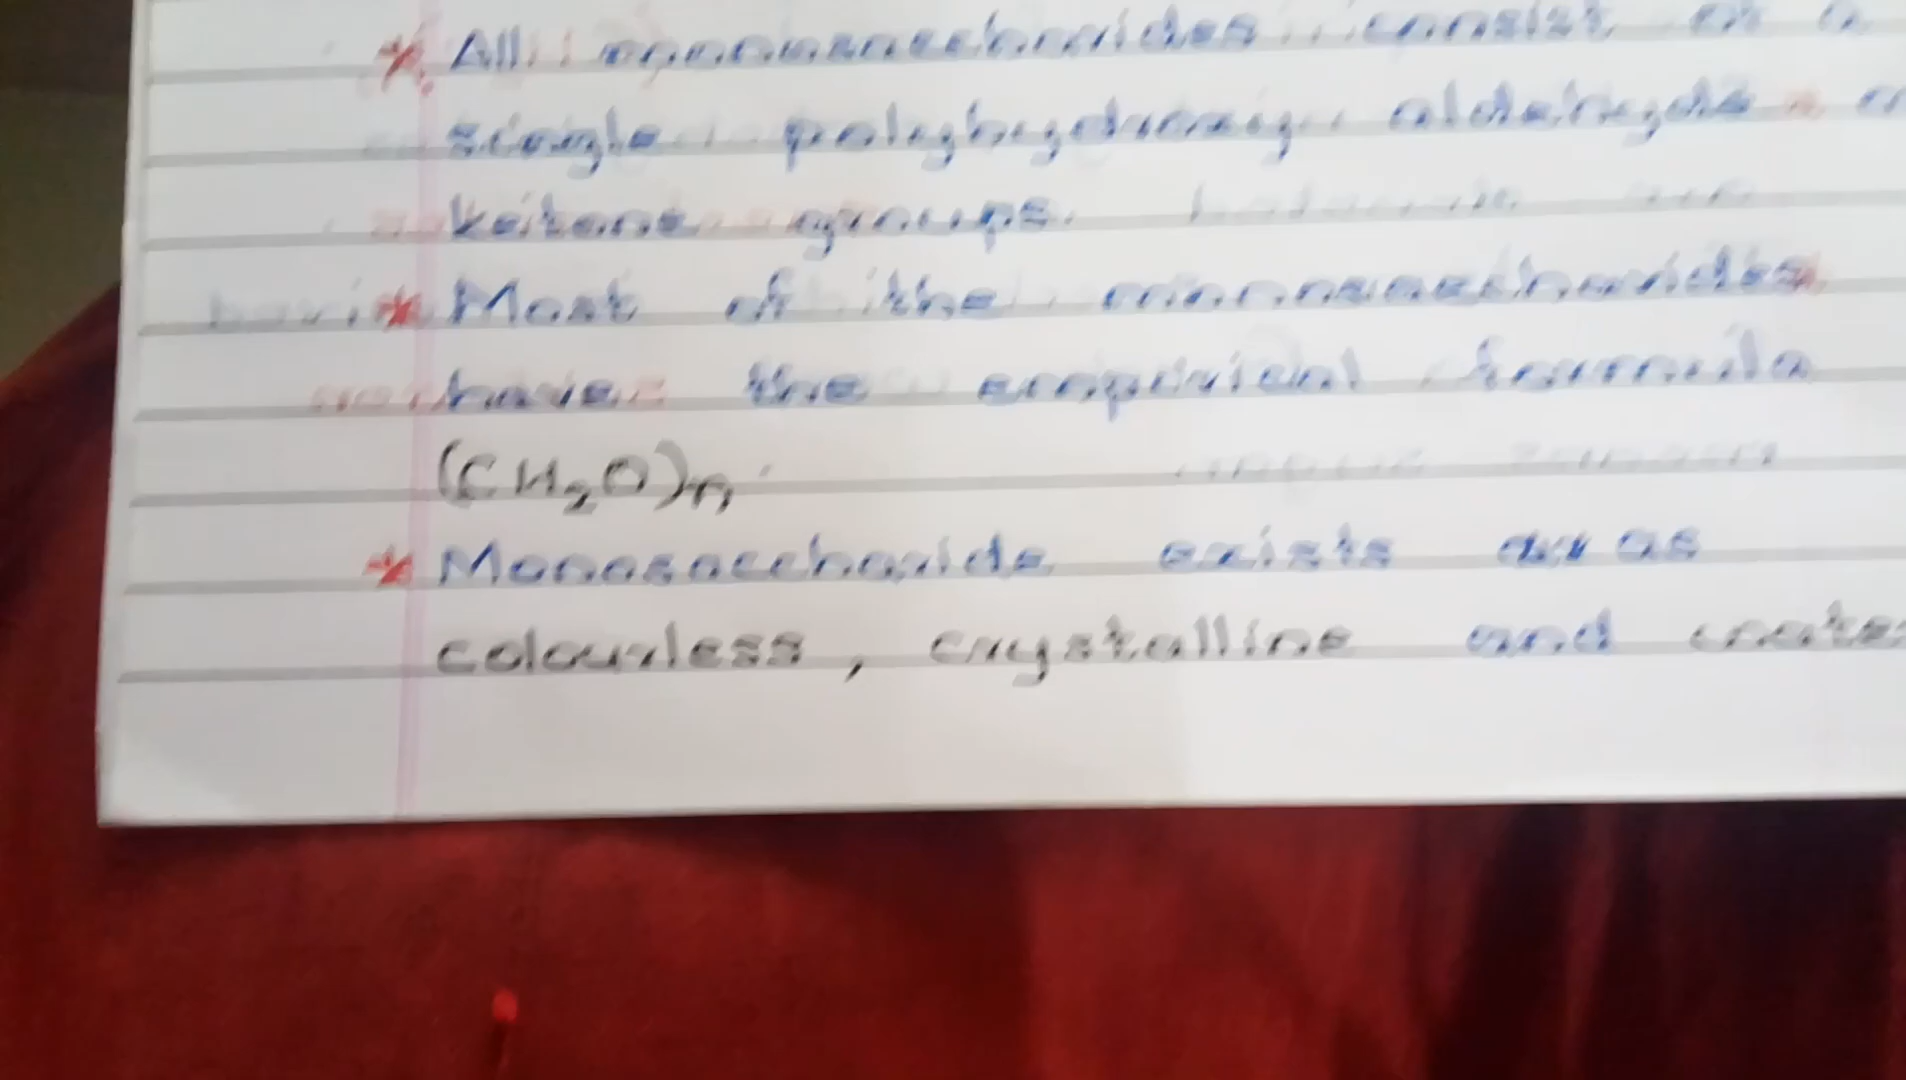 * All monosaccharides consist of a
single polyhydroxy aldehyde
ketone groups.
* Most of the monosaccharides
have the empirical formula
(CH₂O)n.
* Monosaccharide exists as
colourless, crystalline and